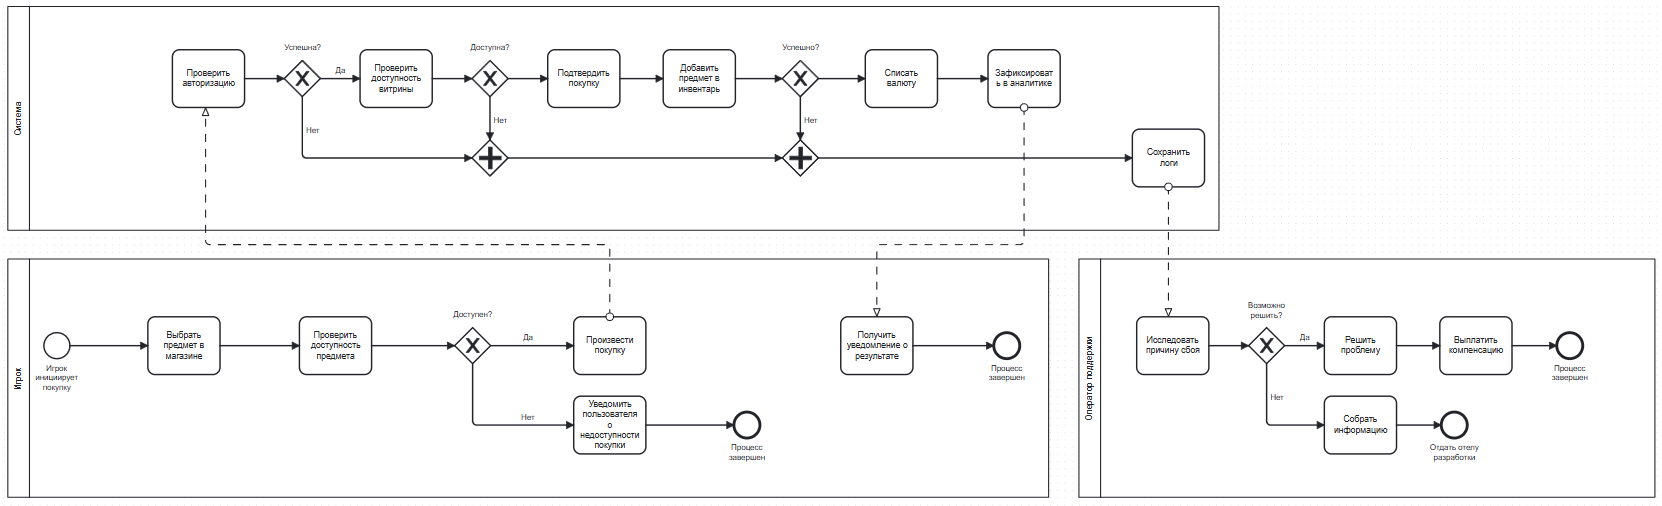 Система
Успешна?
Доступна?
Успешно?
Проверить
авторизацию
Да
Проверить
доступность
витрины
Подтвердить
покупку
Добавить
предмет в
инвентарь
Списать
валюту
Зафиксироват
ь в аналитике
Нет
Нет
Нет
Сохранить
логи
Игрок
Игрок
инициирует
покупку
Выбрать
предмет в
магазине
Проверить
доступность
предмета
Доступен?
Да
Произвести
покупку
Нет
Уведомить
пользователя
о
недоступности
покупки
Процесс
завершен
Получить
уведомление о
результате
Процесс
завершен
Оператор поддержки
Исследовать
причину сбоя
Возможно
решить?
Да
Решить
проблему
Выплатить
компенсацию
Процесс
завершен
Нет
Собрать
информацию
Отдать отелу
разработки